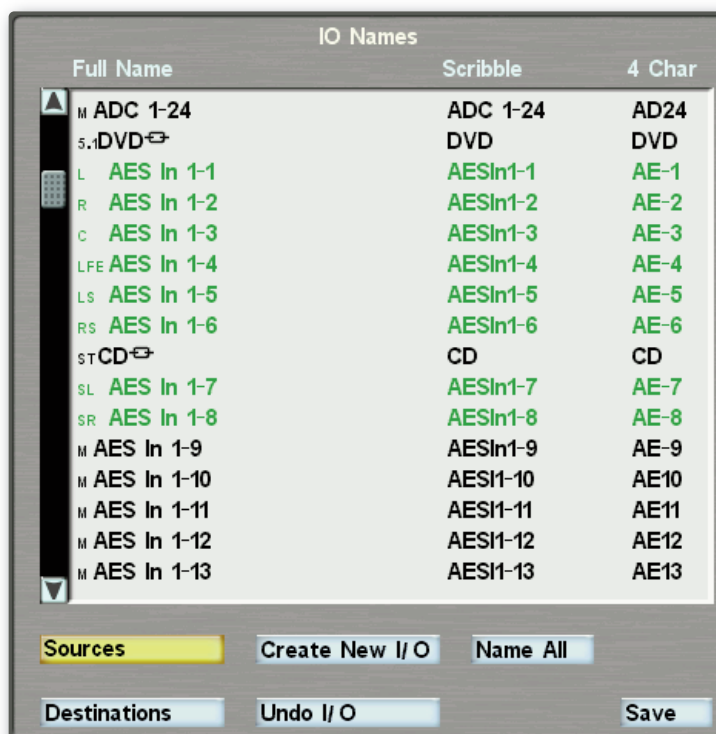 IO Names
Full Name Scribble 4 Char
M ADC 1-24 ADC 1-24 AD24
5.1 DVD DVD DVD
L AES In 1-1 AESIn1-1 AE-1
R AES In 1-2 AESIn1-2 AE-2
C AES In 1-3 AESIn1-3 AE-3
LFE AES In 1-4 AESIn1-4 AE-4
LS AES In 1-5 AESIn1-5 AE-5
RS AES In 1-6 AESIn1-6 AE-6
ST CD CD CD
SL AES In 1-7 AESIn1-7 AE-7
SR AES In 1-8 AESIn1-8 AE-8
M AES In 1-9 AESIn1-9 AE-9
M AES In 1-10 AESI1-10 AE10
M AES In 1-11 AESI1-11 AE11
M AES In 1-12 AESI1-12 AE12
M AES In 1-13 AESI1-13 AE13
Sources Create New I/O Name All
Destinations Undo I/O Save